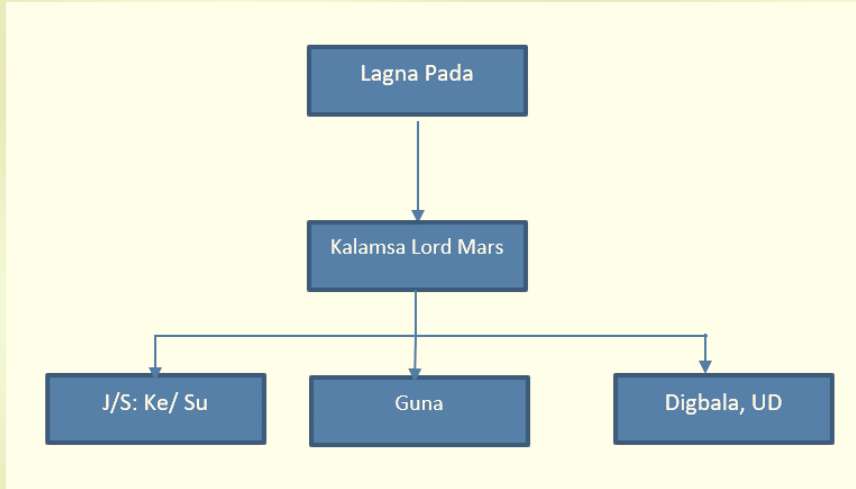 Lagna Pada
Kalamsa Lord Mars
J/S: Ke/ Su
Guna
Digbala, UD